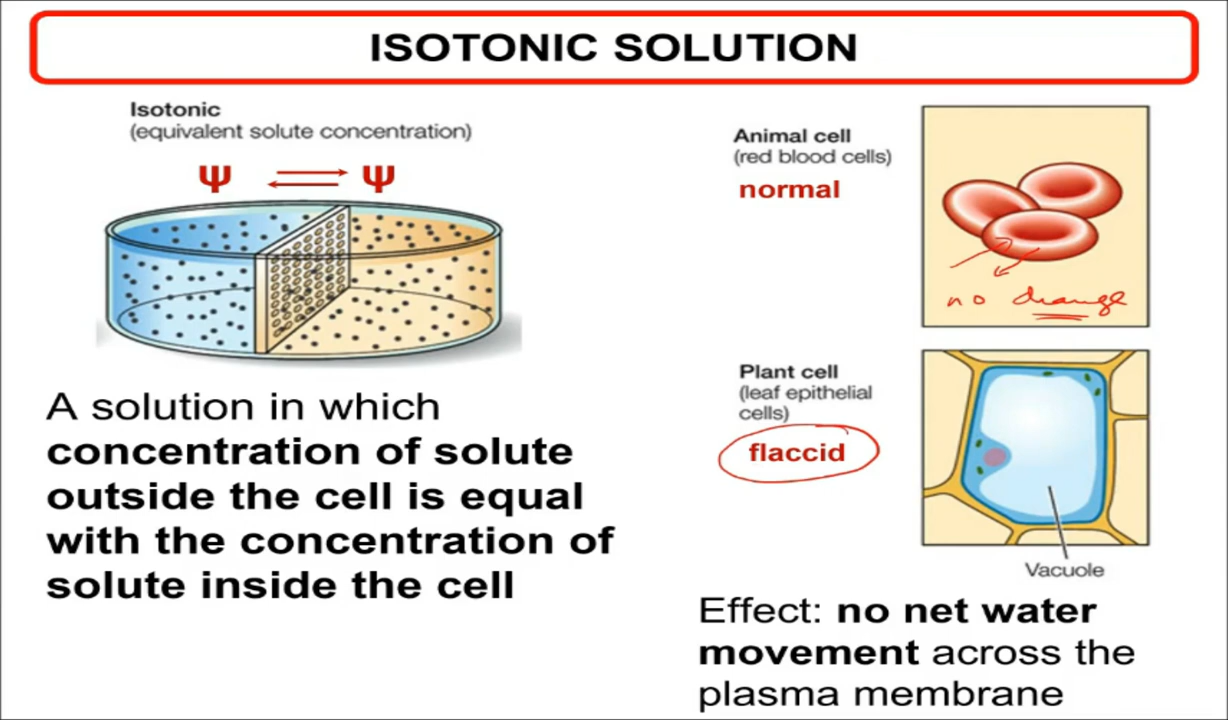 ISOTONIC SOLUTION
Isotonic
(equivalent solute concentration)
Ψ Ψ
A solution in which
concentration of solute
outside the cell is equal
with the concentration of
solute inside the cell
Animal cell
(red blood cells)
normal
no change
Plant cell
(leaf epithelial
cells)
flaccid
Vacuole
Effect: no net water
movement across the
plasma membrane